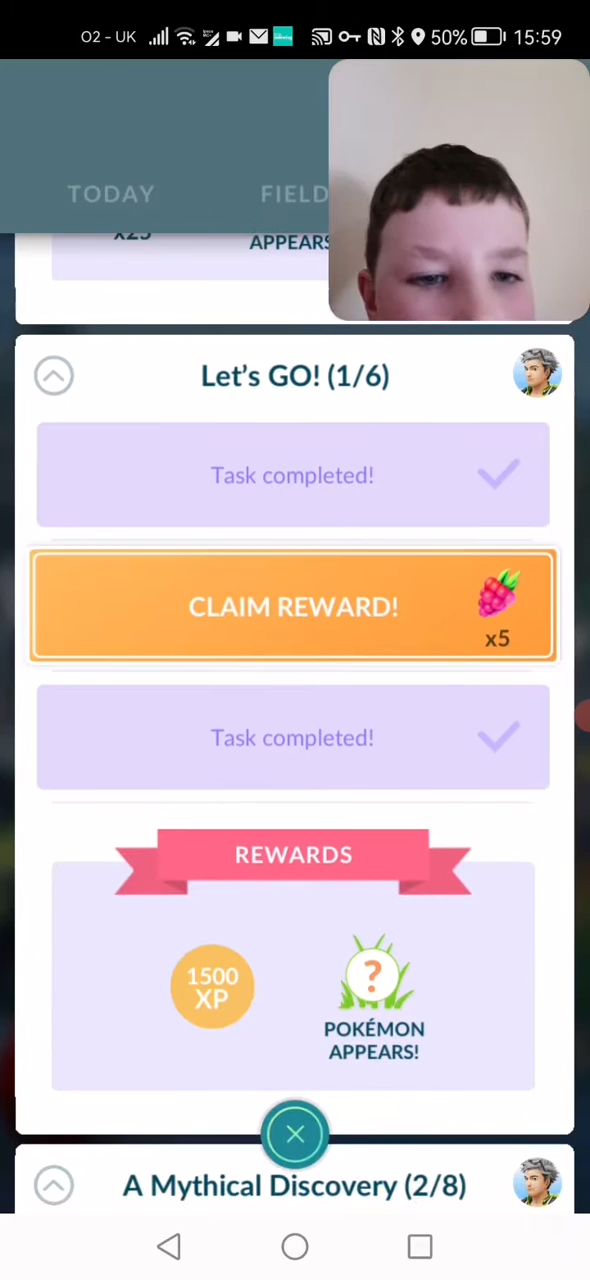 O2 - UK 50% 15:59
TODAY FIELD
x25 APPEARS
Let's GO! (1/6)
Task completed!
CLAIM REWARD!
x5
Task completed!
REWARDS
1500
XP
?
POKÉMON
APPEARS!
A Mythical Discovery (2/8)